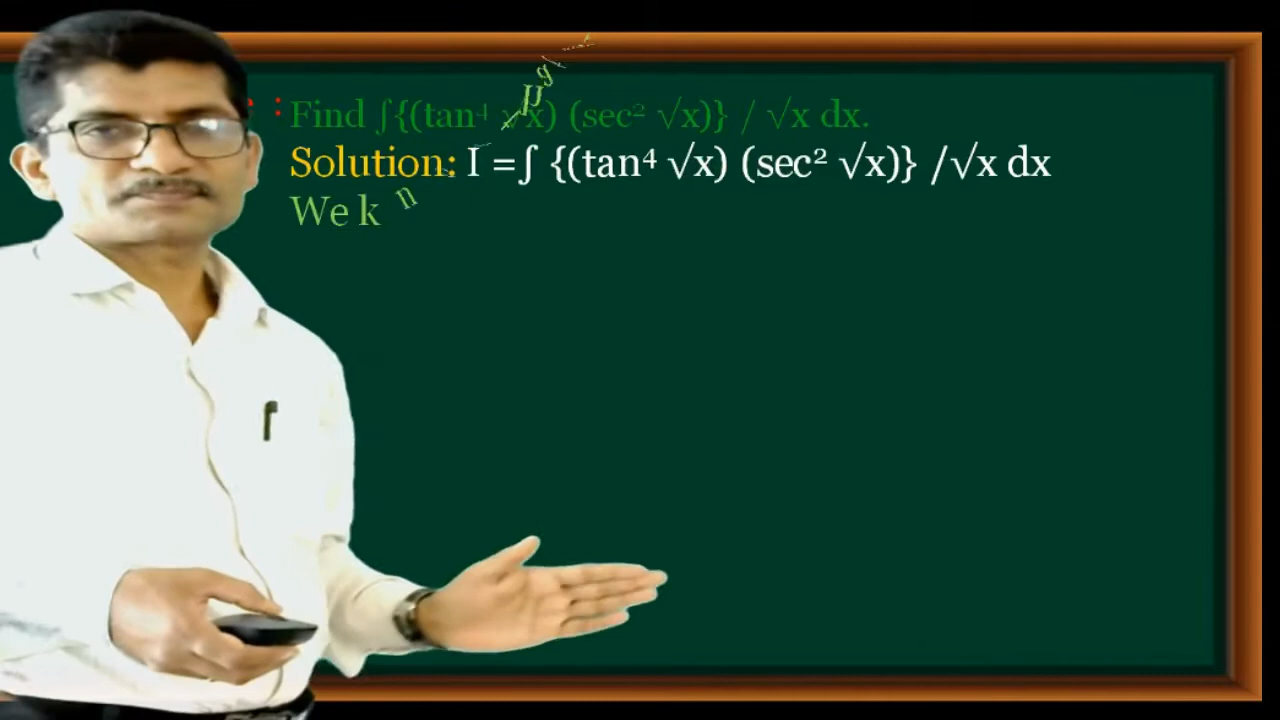 : Find ∫{(tan⁴ √x) (sec² √x)} / √x dx.
Solution: I =∫ {(tan⁴ √x) (sec² √x)} /√x dx
We k n